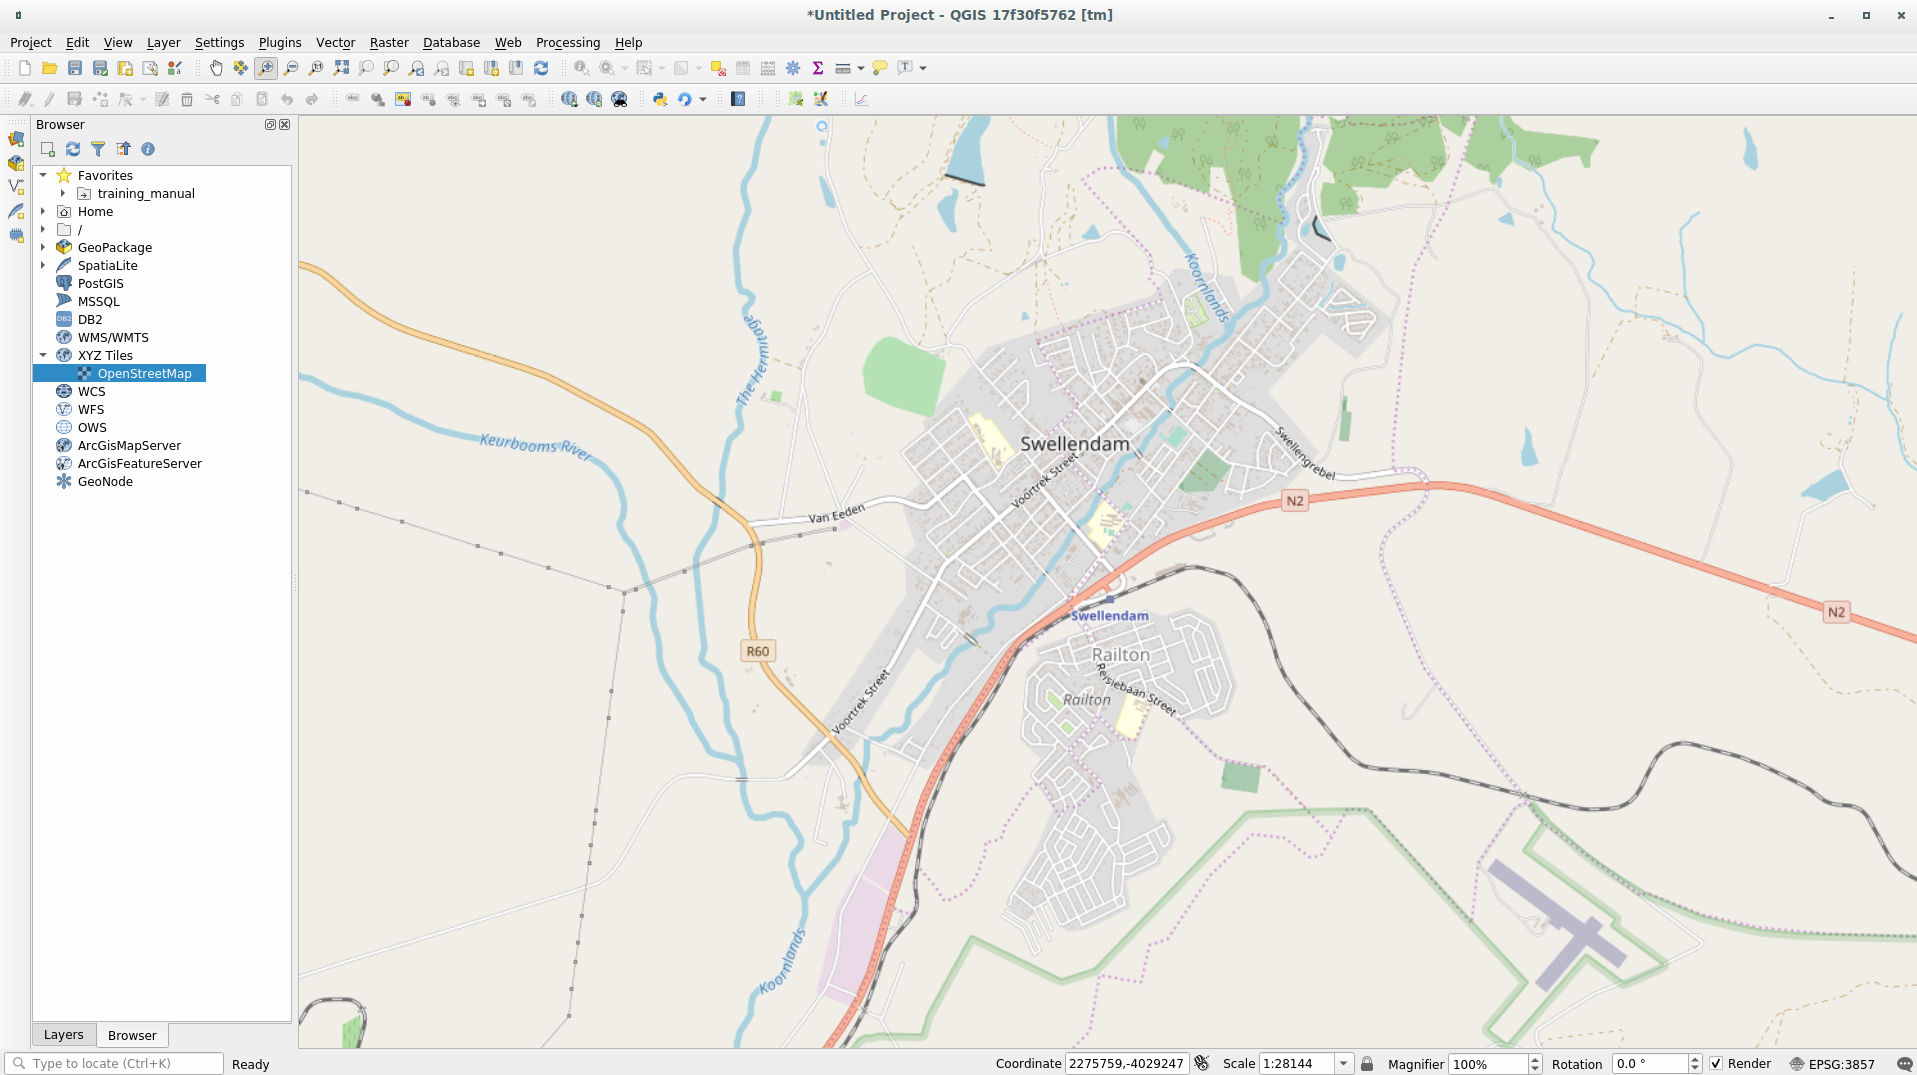 *Untitled Project - QGIS 17f30f5762 [tm]
Project Edit View Layer Settings Plugins Vector Raster Database Web Processing Help
Browser
Favorites
training_manual
Home
/
GeoPackage
SpatiaLite
PostGIS
MSSQL
DB2
WMS/WMTS
XYZ Tiles
OpenStreetMap
WCS
WFS
OWS
ArcGisMapServer
ArcGisFeatureServer
GeoNode
Koornlands
The Hermitage
Keurbooms River
Swellendam
Voortrek Street
Swellengrebel
N2
Van Eeden
N2
Swellendam
R60
Railton
Resiebaan Street
Railton
Voortrek Street
Koornlands
Layers Browser
Type to locate (Ctrl+K) Ready Coordinate 2275759,-4029247 Scale 1:28144 Magnifier 100% Rotation 0.0 ° Render EPSG:3857